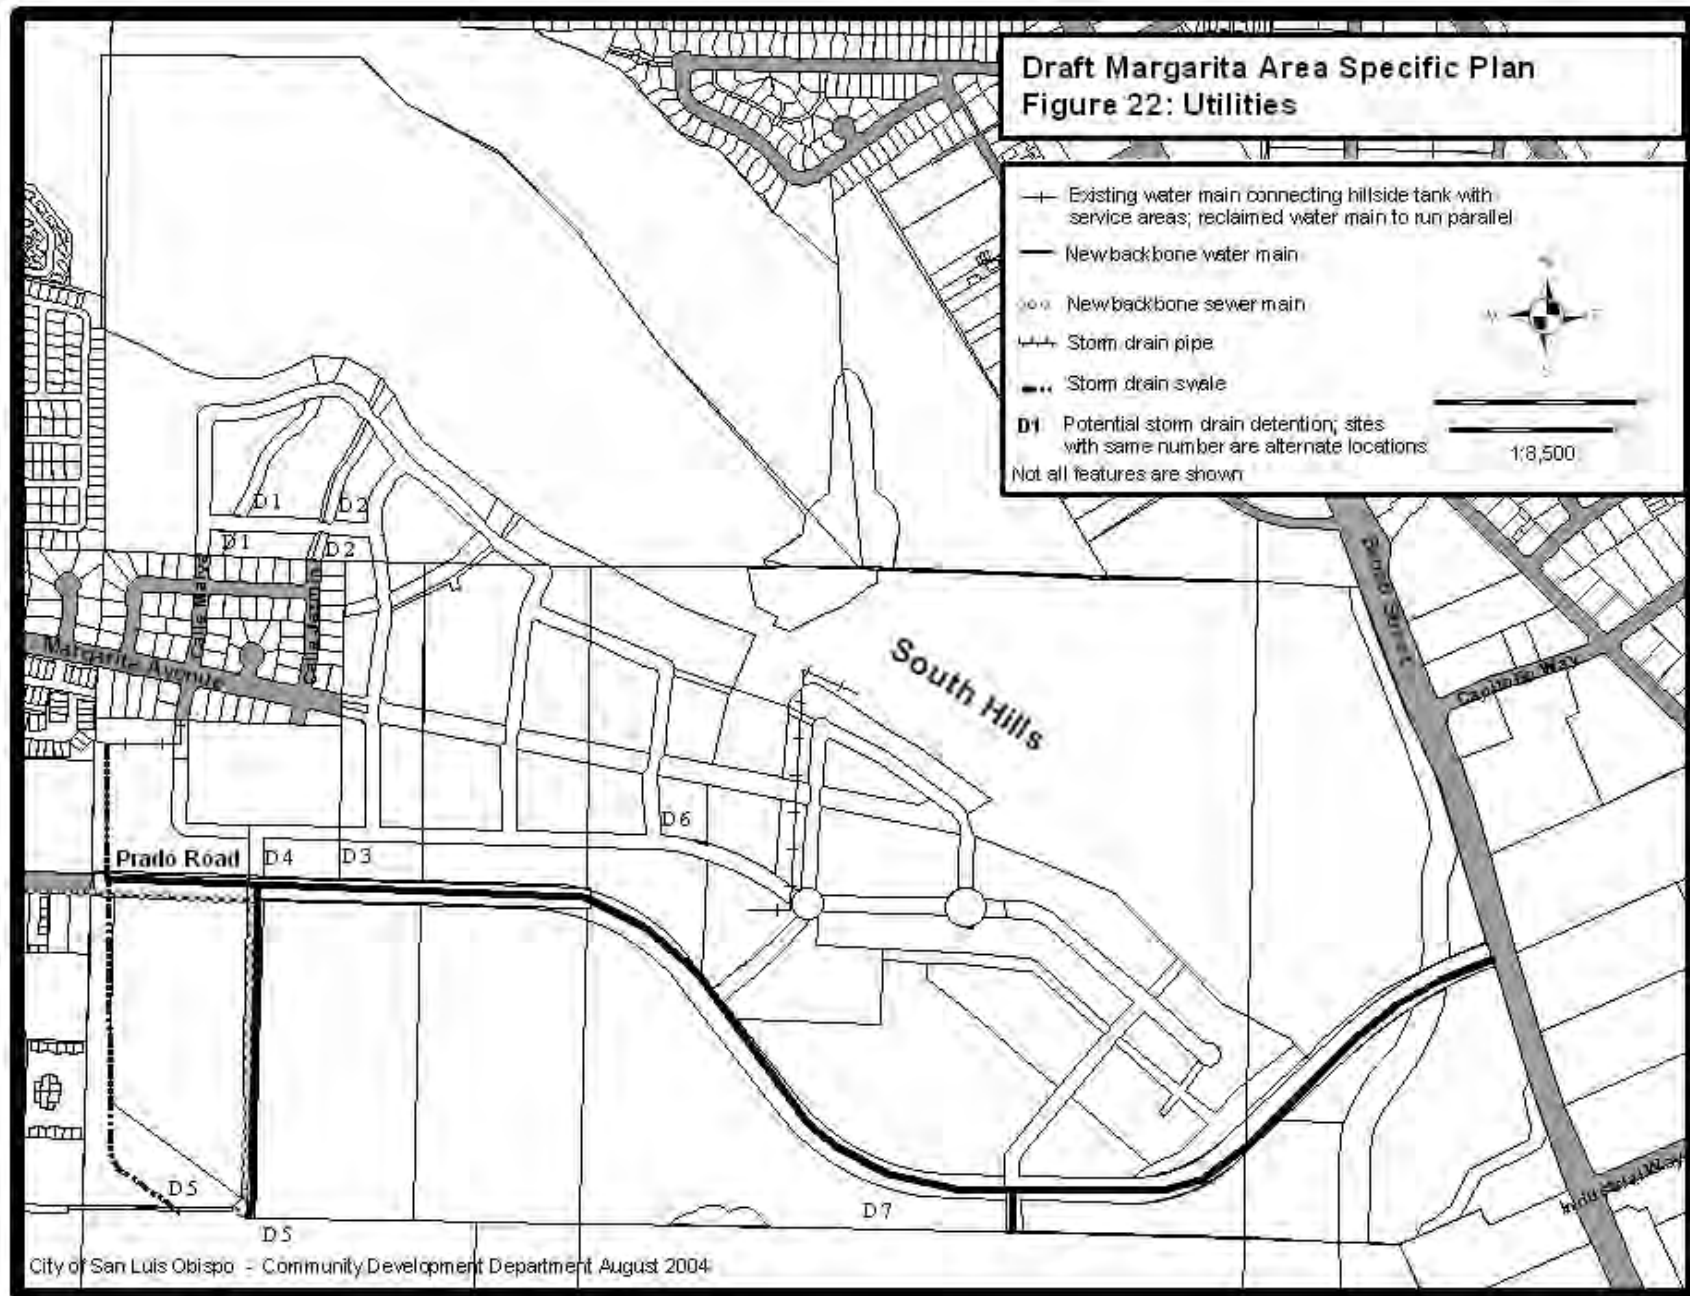 Draft Margarita Area Specific Plan
Figure 22: Utilities
Existing water main connecting hillside tank with
service areas; reclaimed water main to run parallel
New backbone water main
New backbone sewer main
Storm drain pipe
Storm drain swale
D1 Potential storm drain detention; sites
with same number are alternate locations
1:8,500
Not all features are shown
D1
D2
D1
D2
Calle Malva
Calle Jazmin
Margarita Avenue
South Hills
Broad Street
Capitolio Way
D6
Prado Road
D4
D3
Industrial Way
D5
D7
D5
City of San Luis Obispo - Community Development Department August 2004